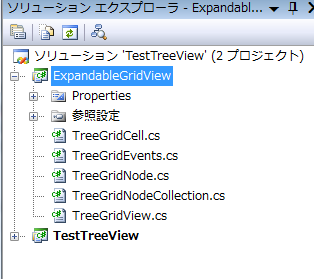 ソリューション エクスプローラ - Expandabl...
ソリューション 'TestTreeView' (2 プロジェクト)
ExpandableGridView
Properties
参照設定
TreeGridCell.cs
TreeGridEvents.cs
TreeGridNode.cs
TreeGridNodeCollection.cs
TreeGridView.cs
TestTreeView